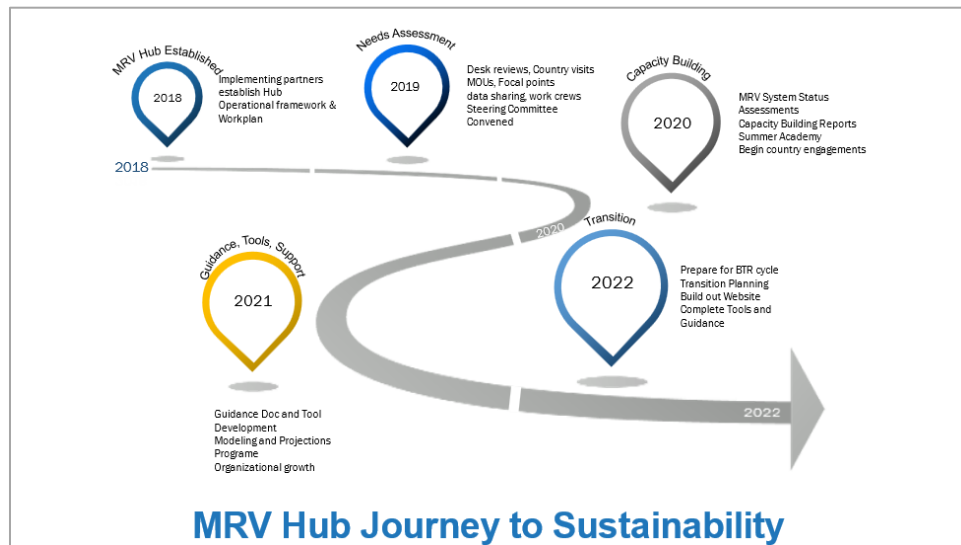 MRV Hub Established
2018
Implementing partners
establish Hub
Operational framework &
Workplan
Needs Assessment
2019
Desk reviews, Country visits
MOUs, Focal points
data sharing, work crews
Steering Committee
Convened
Capacity Building
2020
MRV System Status
Assessments
Capacity Building Reports
Summer Academy
Begin country engagements
2018
2020
Guidance, Tools, Support
2021
Guidance Doc and Tool
Development
Modeling and Projections
Programe
Organizational growth
Transition
2022
Prepare for BTR cycle
Transition Planning
Build out Website
Complete Tools and
Guidance
2022
MRV Hub Journey to Sustainability